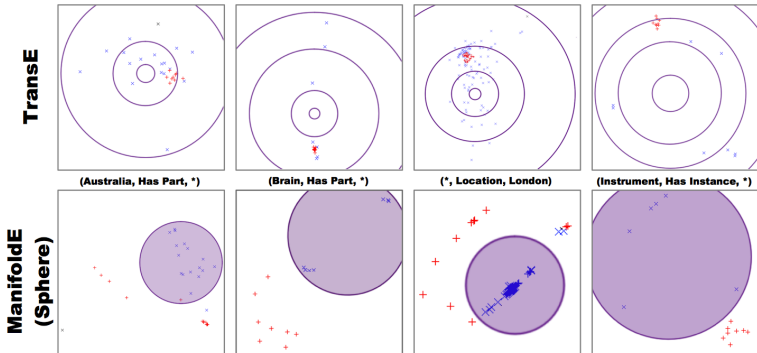 TransE
(Australia, Has Part, *)
(Brain, Has Part, *)
(*, Location, London)
(Instrument, Has Instance, *)
ManifoldE
(Sphere)